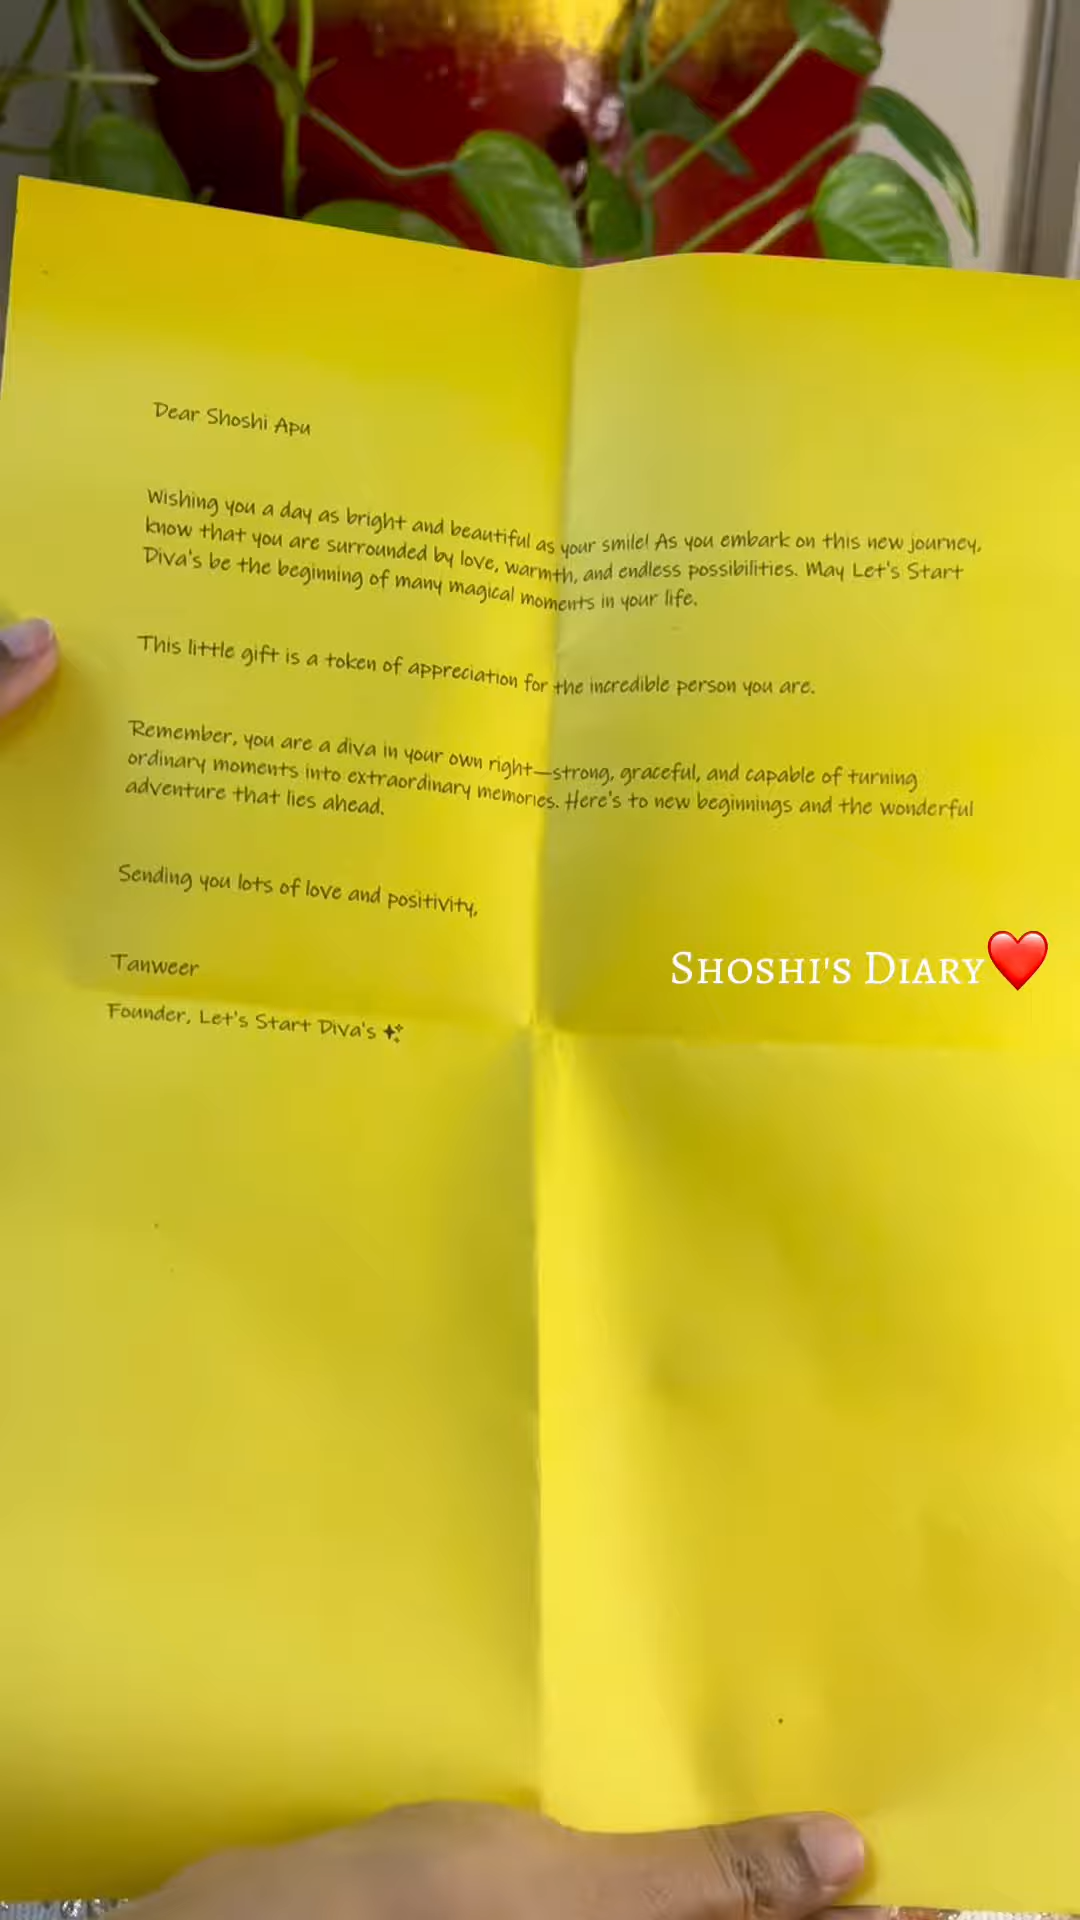 Dear Shoshi Apu
Wishing you a day as bright and beautiful as your smile! As you embark on this new journey,
know that you are surrounded by love, warmth, and endless possibilities. May Let's Start
Diva's be the beginning of many magical moments in your life.
This little gift is a token of appreciation for the incredible person you are.
Remember, you are a diva in your own right—strong, graceful, and capable of turning
ordinary moments into extraordinary memories. Here's to new beginnings and the wonderful
adventure that lies ahead.
Sending you lots of love and positivity,
Tanweer
SHOSHI'S DIARY❤️
Founder, Let's Start Diva's ✨